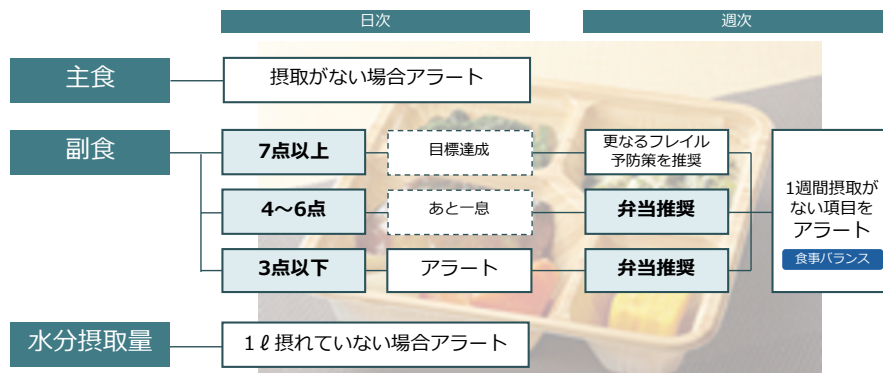 日次
週次
主食
摂取がない場合アラート
副食
7点以上
目標達成
更なるフレイル
予防策を推奨
4～6点
あと一息
弁当推奨
3点以下
アラート
弁当推奨
1週間摂取が
ない項目を
アラート
食事バランス
水分摂取量
1ℓ摂れていない場合アラート